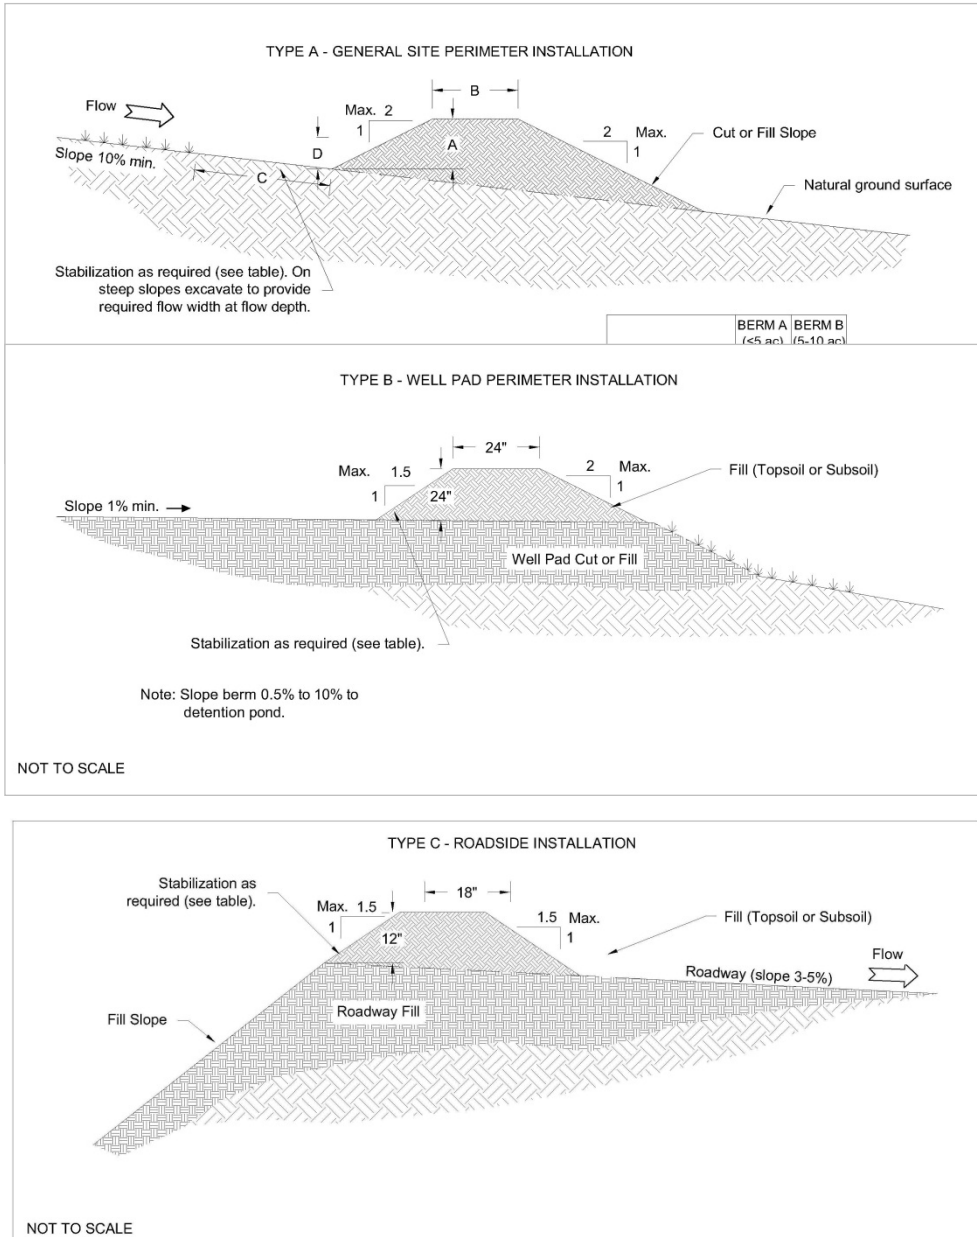 TYPE A - GENERAL SITE PERIMETER INSTALLATION
B
Flow
Max. 2
1
2 Max.
1
Cut or Fill Slope
D
A
Slope 10% min.
C
Natural ground surface
Stabilization as required (see table). On
steep slopes excavate to provide
required flow width at flow depth.
BERM A BERM B
(≤5 ac) (5-10 ac)
TYPE B - WELL PAD PERIMETER INSTALLATION
24"
Max. 1.5
1
2 Max.
1
Fill (Topsoil or Subsoil)
24"
Slope 1% min.
Well Pad Cut or Fill
Stabilization as required (see table).
Note: Slope berm 0.5% to 10% to
detention pond.
NOT TO SCALE
TYPE C - ROADSIDE INSTALLATION
Stabilization as
required (see table).
18"
Max. 1.5
1
1.5 Max.
1
Fill (Topsoil or Subsoil)
12"
Flow
Roadway (slope 3-5%)
Roadway Fill
Fill Slope
NOT TO SCALE